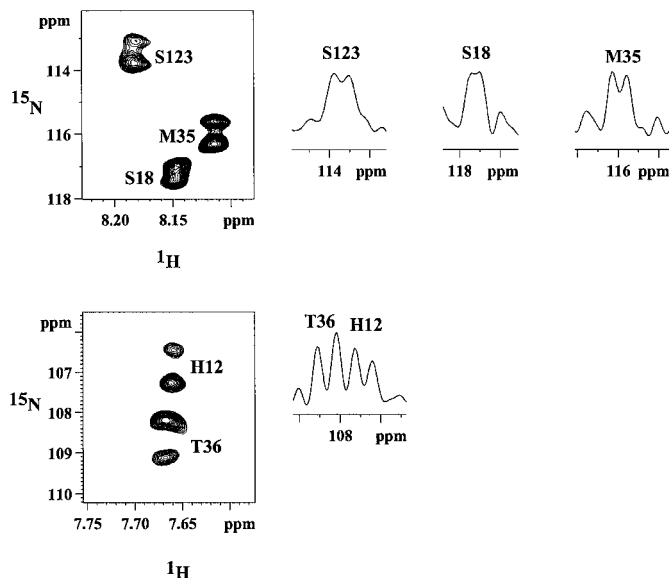 ppm
114
116
118
15N
S123
M35
S18
8.20 8.15 ppm
1H
S123
114 ppm
S18
118 ppm
M35
116 ppm
ppm
106
107
108
109
110
15N
H12
T36
7.75 7.70 7.65 ppm
1H
T36 H12
108 ppm